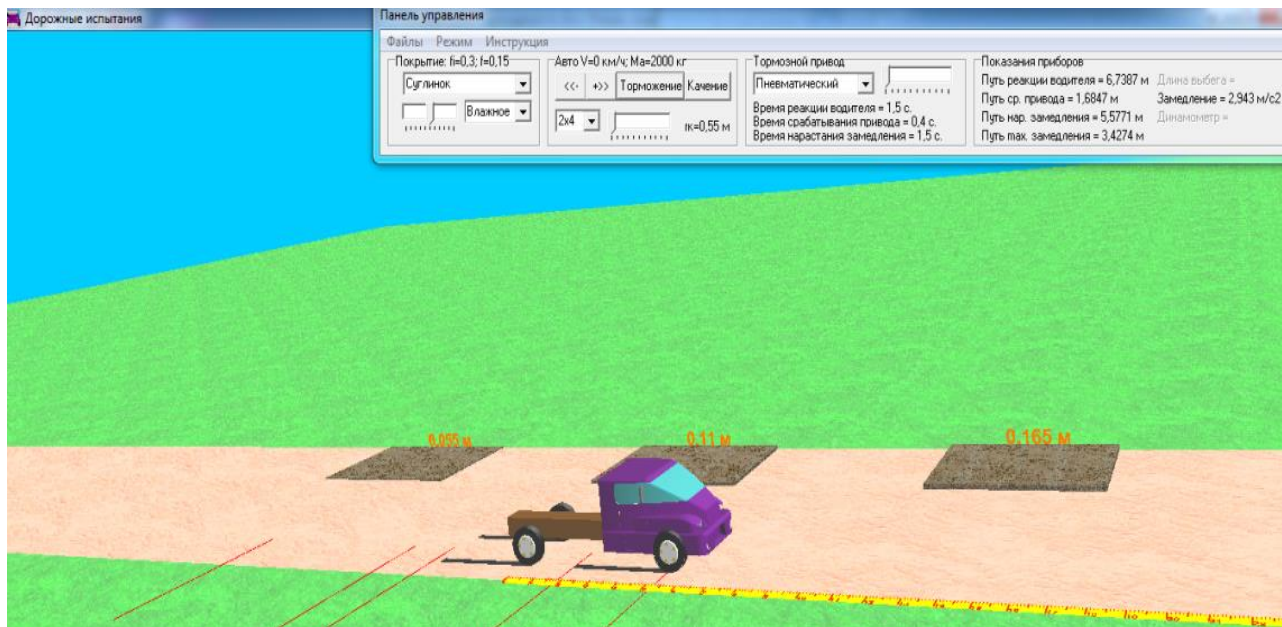 Дорожные испытания
Панель управления
Файлы Режим Инструкция
Покрытие: fi=0,3; f=0,15
Суглинок
Влажное
Авто V=0 км/ч; Ма=2000 кг
<<- +>> Торможение Качение
2x4
rк=0,55 м
Тормозной привод
Пневматический
Время реакции водителя = 1,5 с.
Время срабатывания привода = 0,4 с.
Время нарастания замедления = 1,5 с.
Показания приборов
Путь реакции водителя = 6,7387 м Длина выбега =
Путь ср. привода = 1,6847 м Замедление = 2,943 м/с2
Путь нар. замедления = 5,5771 м Динамометр =
Путь max. замедления = 3,4274 м
0,055 м 0,11 м 0,165 м